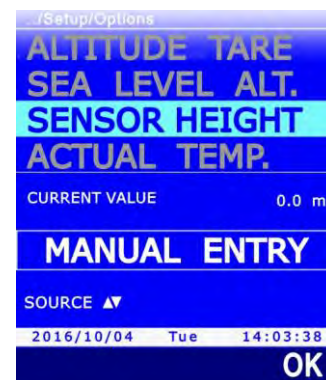 ../Setup/Options
ALTITUDE TARE
SEA LEVEL ALT.
SENSOR HEIGHT
ACTUAL TEMP.
CURRENT VALUE 0.0 m
MANUAL ENTRY
SOURCE ▲▼
2016/10/04 Tue 14:03:38
OK